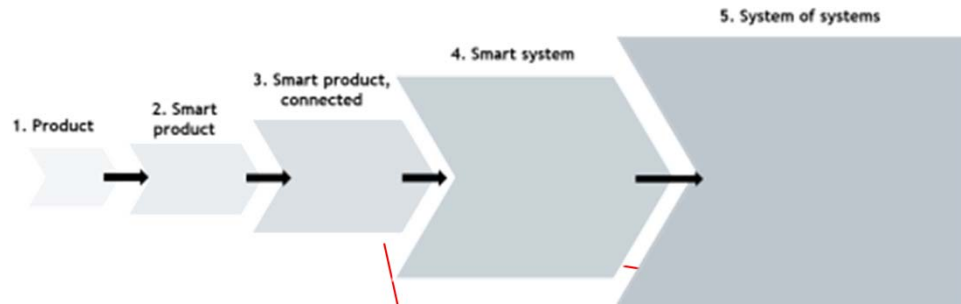 5. System of systems
4. Smart system
3. Smart product,
connected
2. Smart
product
1. Product